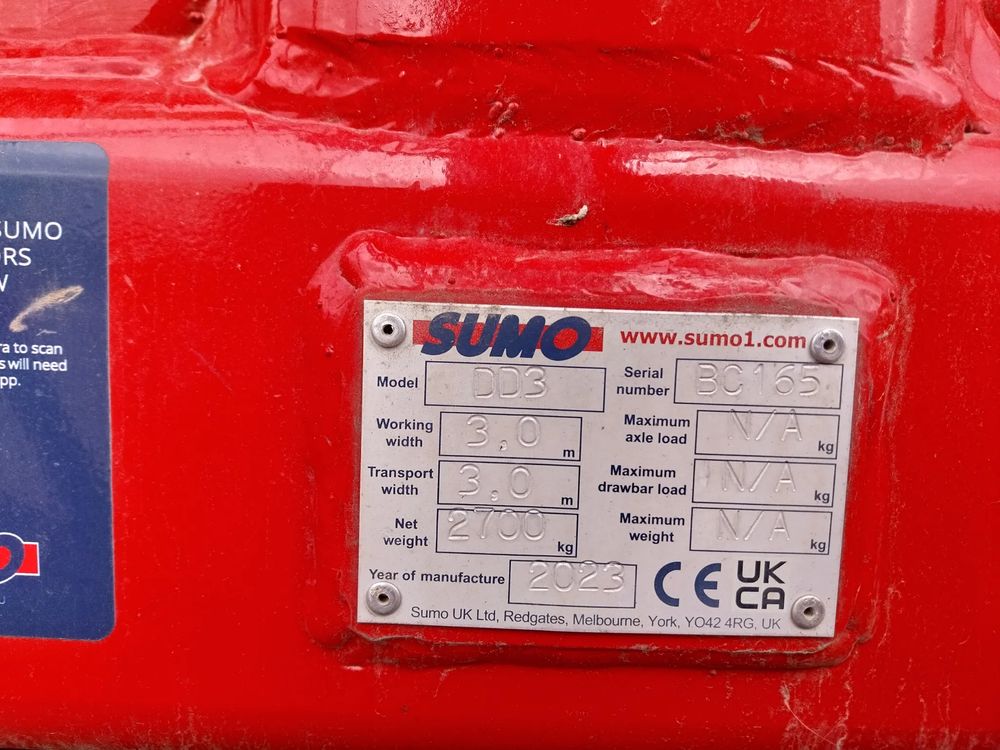 SUMO
ORS
W
ra to scan
s will need
pp.
SUMO www.sumo1.com
Model DD3
Serial number BC165
Working width 3,0 m
Maximum axle load N/A kg
Transport width 3,0 m
Maximum drawbar load N/A kg
Net weight 2700 kg
Maximum weight N/A kg
Year of manufacture 2023 CE UK CA
Sumo UK Ltd, Redgates, Melbourne, York, YO42 4RG, UK